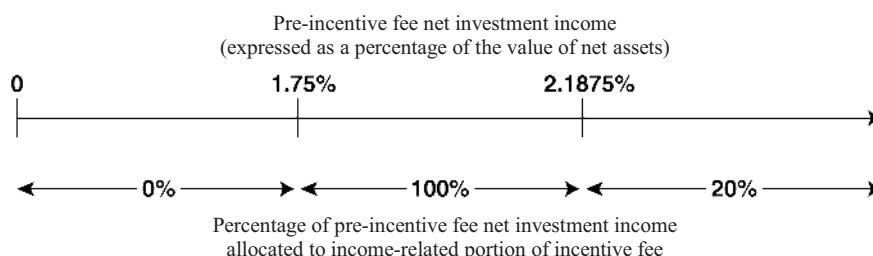 Pre-incentive fee net investment income
(expressed as a percentage of the value of net assets)
0 1.75% 2.1875%
0% 100% 20%
Percentage of pre-incentive fee net investment income
allocated to income-related portion of incentive fee